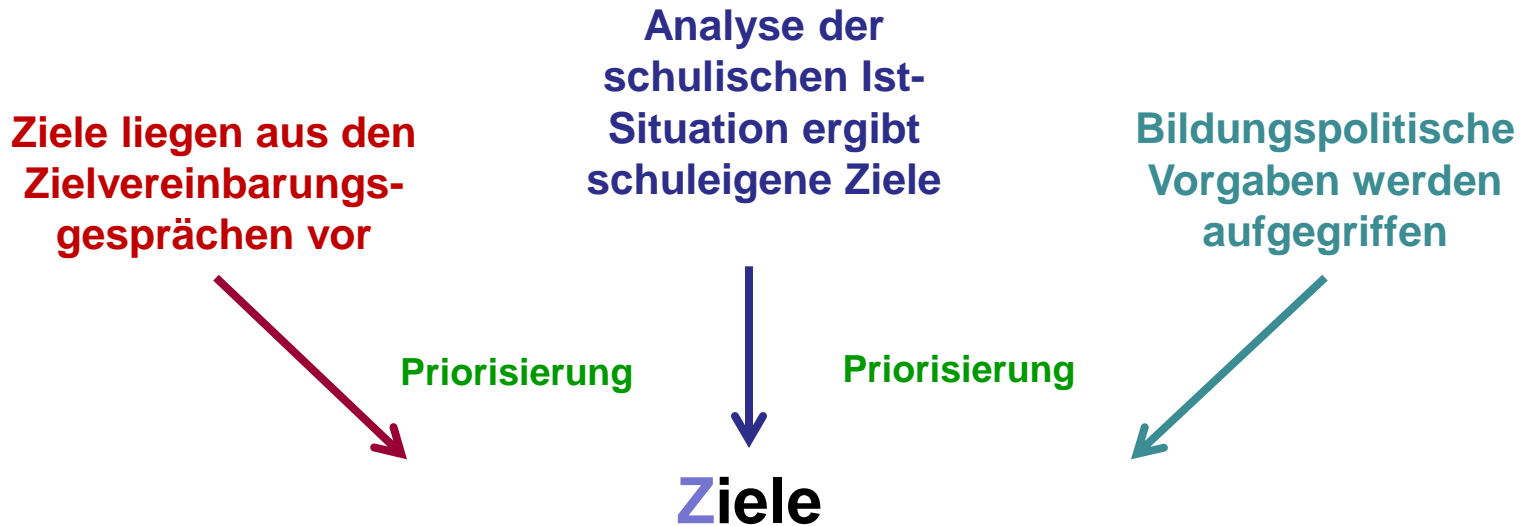 Ziele liegen aus den
Zielvereinbarungs-
gesprächen vor
Analyse der
schulischen Ist-
Situation ergibt
schuleigene Ziele
Bildungspolitische
Vorgaben werden
aufgegriffen
Priorisierung
Priorisierung
Ziele